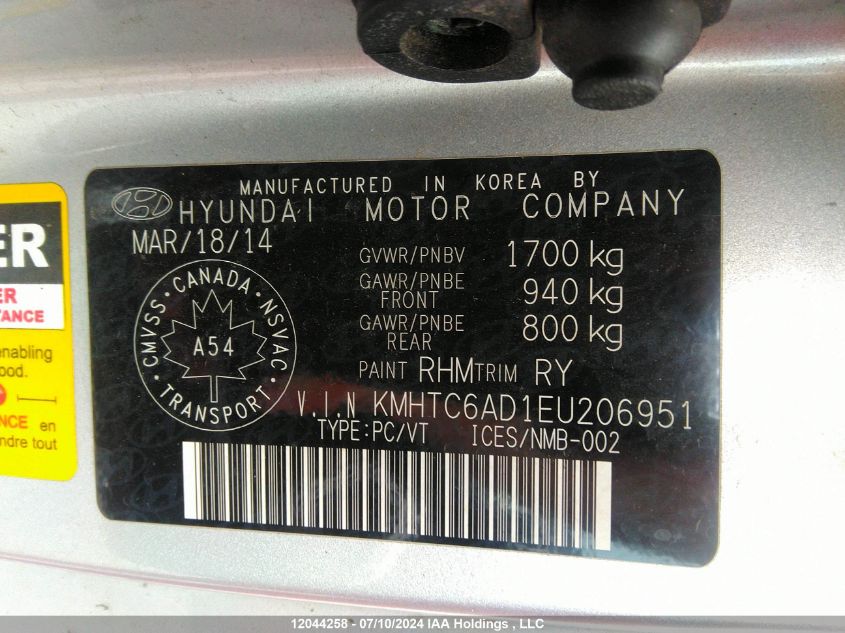 MANUFACTURED IN KOREA BY
HYUNDAI MOTOR COMPANY
MAR/18/14
GVWR/PNBV 1700 kg
GAWR/PNBE
FRONT
940 kg
GAWR/PNBE
REAR
800 kg
PAINT RHM TRIM RY
CMVSS · CANADA · NSVAC
A54
TRANSPORT
V.I.N KMHTC6AD1EU206951
TYPE:PC/VT ICES/NMB-002
ER
ER
TANCE
enabling
ood.
ANCE en
ndre tout
12044258 - 07/10/2024 IAA Holdings , LLC